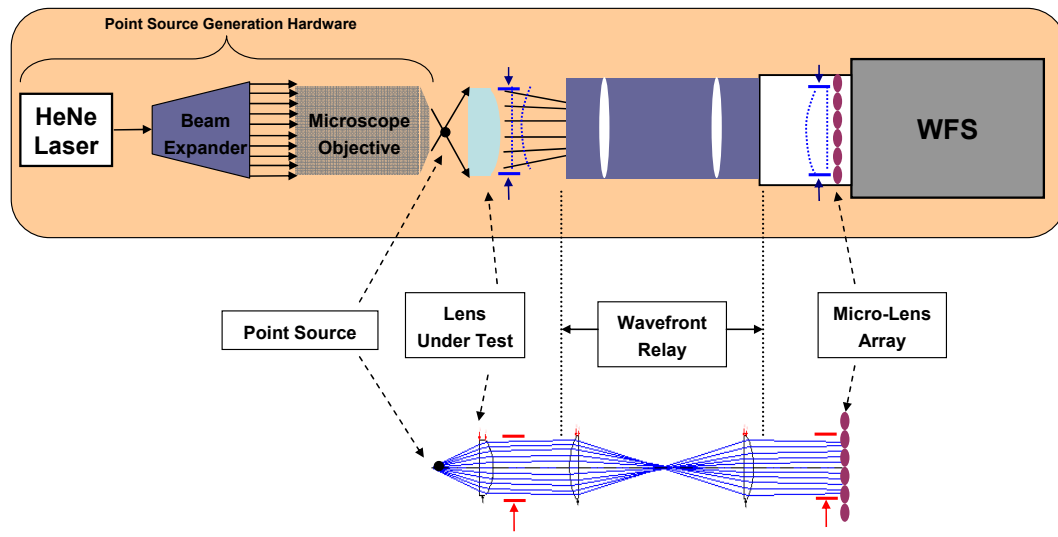 Point Source Generation Hardware
HeNe
Laser
Beam
Expander
Microscope
Objective
WFS
Point Source
Lens
Under Test
Wavefront
Relay
Micro-Lens
Array